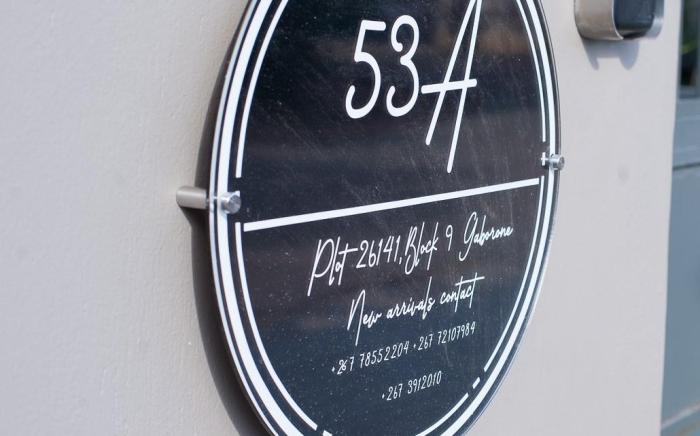 53A
Plot 26141, Block 9 Gaborone
New arrivals contact
+267 78552204 +267 72107984
+267 3912010